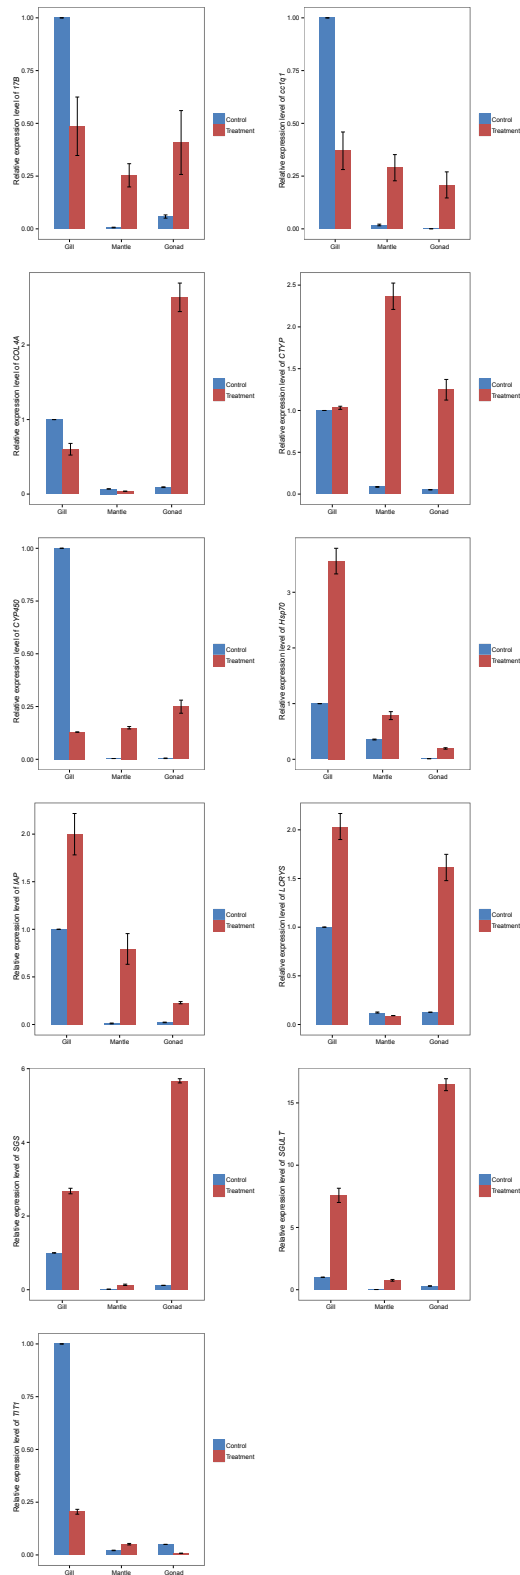 Relative expression level of 17B
1.00
0.75
0.50
0.25
0.00
Gill Mantle Gonad
Control
Treatment
Relative expression level of cc1q1
1.00
0.75
0.50
0.25
0.00
Gill Mantle Gonad
Control
Treatment
Relative expression level of COL4A
2
1
0
Gill Mantle Gonad
Control
Treatment
Relative expression level of CTYP
2.5
2.0
1.5
1.0
0.5
0.0
Gill Mantle Gonad
Control
Treatment
Relative expression level of CYP450
1.00
0.75
0.50
0.25
0.00
Gill Mantle Gonad
Control
Treatment
Relative expression level of Hsp70
3
2
1
0
Gill Mantle Gonad
Control
Treatment
Relative expression level of IAP
2.0
1.5
1.0
0.5
0.0
Gill Mantle Gonad
Control
Treatment
Relative expression level of LCRYS
2.0
1.5
1.0
0.5
0.0
Gill Mantle Gonad
Control
Treatment
Relative expression level of SGS
6
4
2
0
Gill Mantle Gonad
Control
Treatment
Relative expression level of SGULT
15
10
5
0
Gill Mantle Gonad
Control
Treatment
Relative expression level of TIT1
1.00
0.75
0.50
0.25
0.00
Gill Mantle Gonad
Control
Treatment